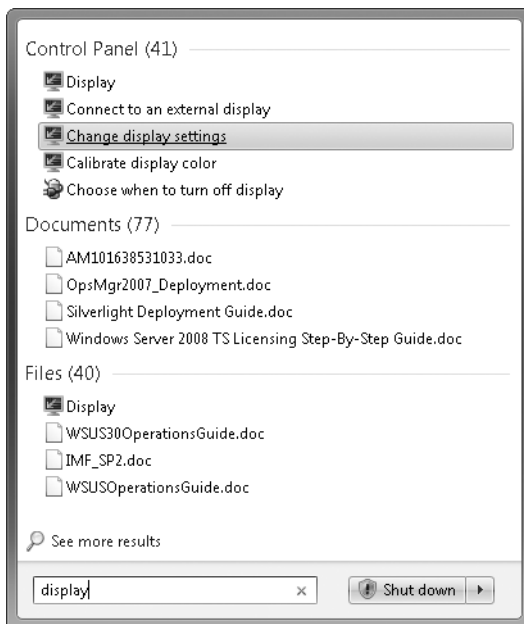 Control Panel (41)
Display
Connect to an external display
Change display settings
Calibrate display color
Choose when to turn off display
Documents (77)
AM101638531033.doc
OpsMgr2007_Deployment.doc
Silverlight Deployment Guide.doc
Windows Server 2008 TS Licensing Step-By-Step Guide.doc
Files (40)
Display
WSUS30OperationsGuide.doc
IMF_SP2.doc
WSUSOperationsGuide.doc
See more results
display
Shut down